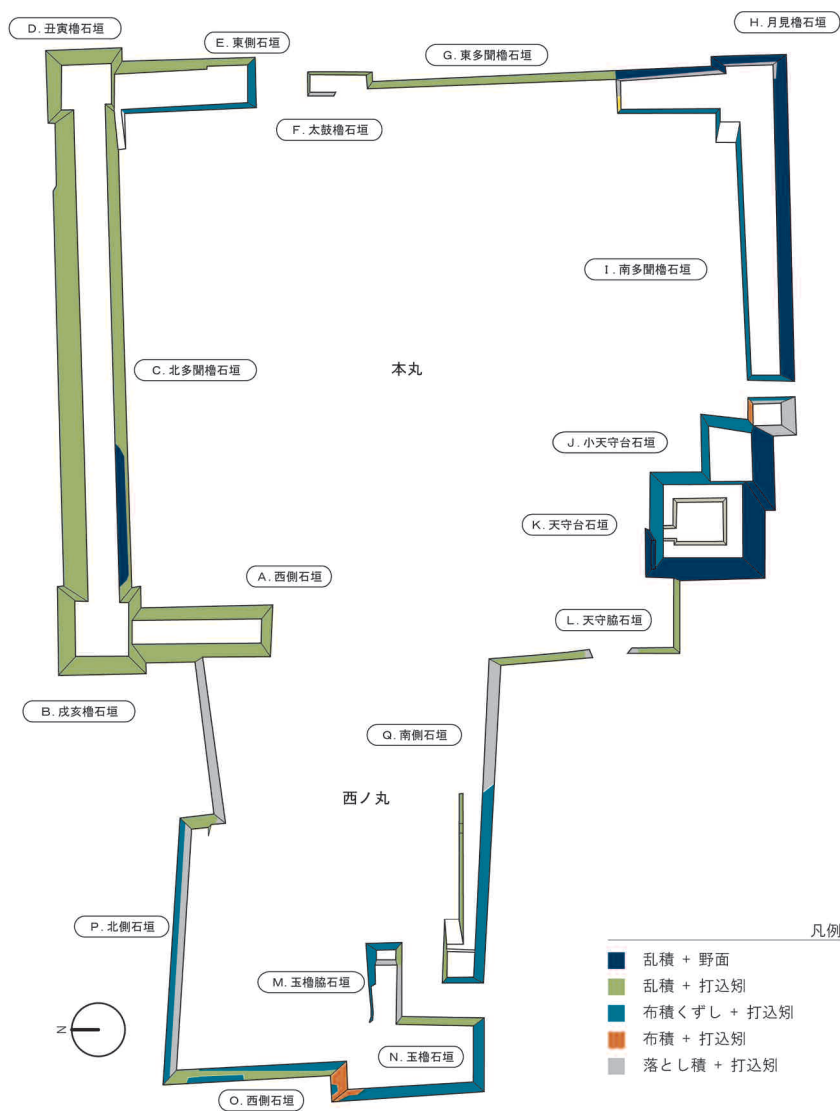 D. 丑寅櫓石垣
H. 月見櫓石垣
E. 東側石垣
G. 東多聞櫓石垣
F. 太鼓櫓石垣
I. 南多聞櫓石垣
C. 北多聞櫓石垣
本丸
J. 小天守台石垣
K. 天守台石垣
A. 西側石垣
L. 天守脇石垣
B. 戌亥櫓石垣
Q. 南側石垣
西ノ丸
P. 北側石垣
凡例
乱積 + 野面
乱積 + 打込矧
布積くずし + 打込矧
布積 + 打込矧
落とし積 + 打込矧
M. 玉櫓脇石垣
N
N. 玉櫓石垣
O. 西側石垣